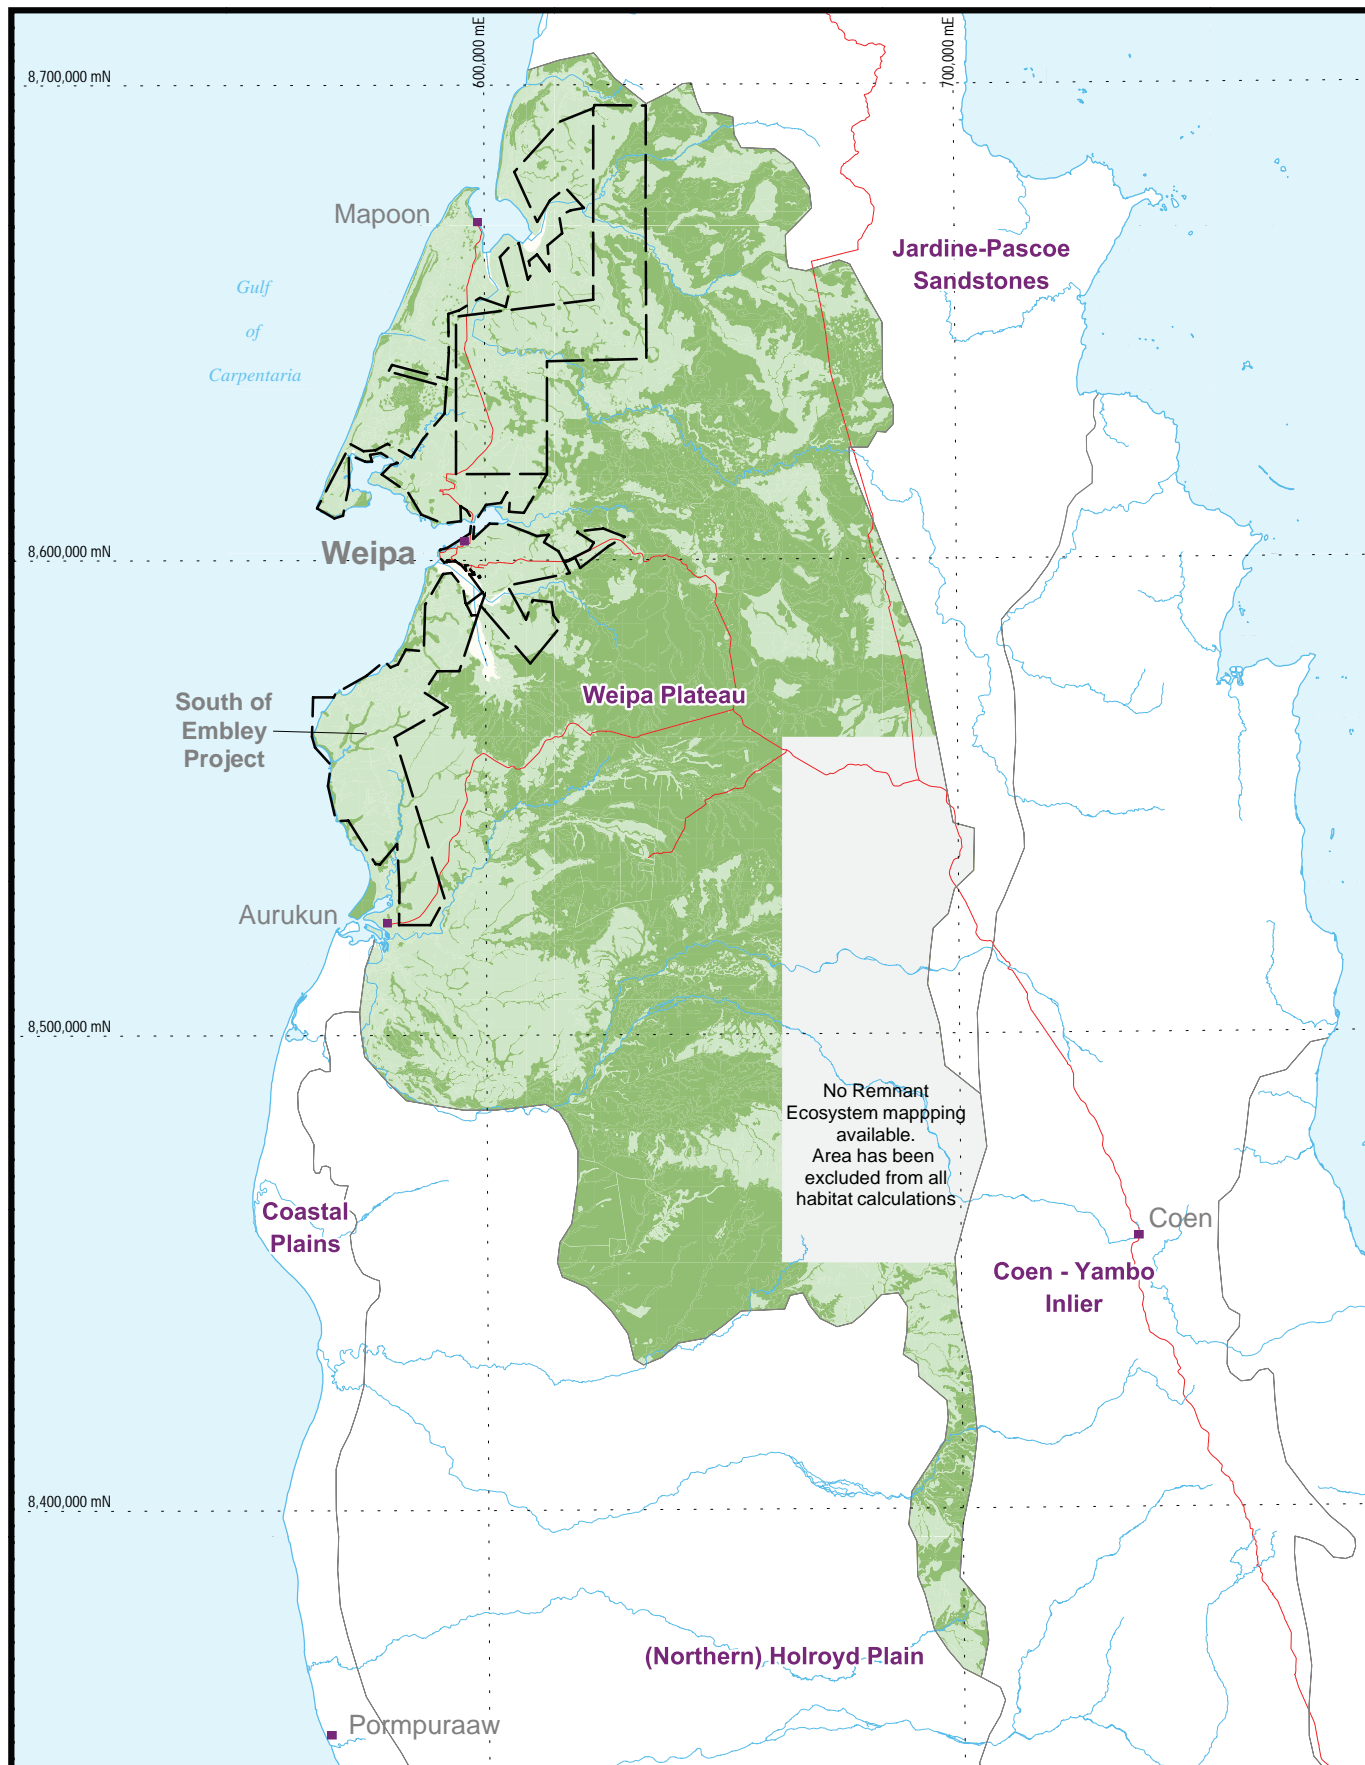 600,000 mE
700,000 mE
8,700,000 mN
Mapoon
Jardine-Pascoe
Sandstones
Gulf
of
Carpentaria
Weipa
8,600,000 mN
Weipa Plateau
South of
Embley
Project
Aurukun
8,500,000 mN
No Remnant
Ecosystem mappping
available.
Area has been
excluded from all
habitat calculations
Coastal
Plains
Coen
Coen - Yambo
Inlier
8,400,000 mN
(Northern) Holroyd Plain
Pormpuraaw